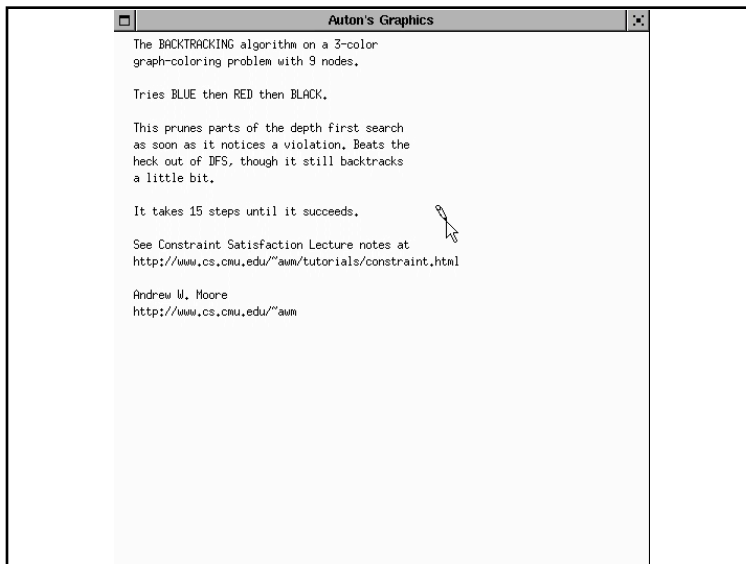 Auton's Graphics
The BACKTRACKING algorithm on a 3-color
graph-coloring problem with 9 nodes.
Tries BLUE then RED then BLACK.
This prunes parts of the depth first search
as soon as it notices a violation. Beats the
heck out of DFS, though it still backtracks
a little bit.
It takes 15 steps until it succeeds.
See Constraint Satisfaction Lecture notes at
http://www.cs.cmu.edu/~awm/tutorials/constraint.html
Andrew W. Moore
http://www.cs.cmu.edu/~awm